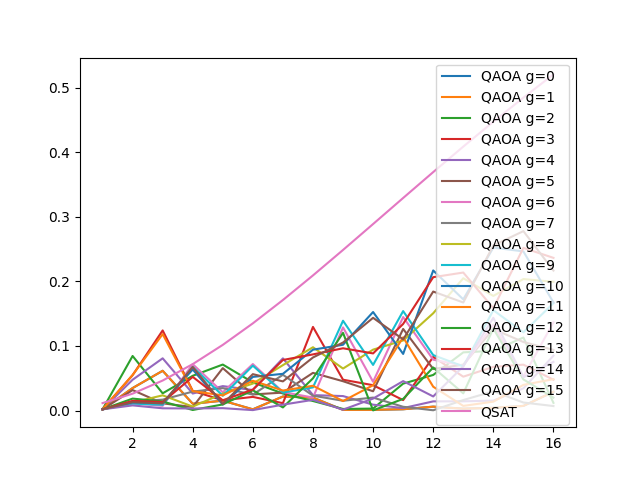 0.5
0.4
0.3
0.2
0.1
0.0
2
4
6
8
10
12
14
16
QAOA g=0
QAOA g=1
QAOA g=2
QAOA g=3
QAOA g=4
QAOA g=5
QAOA g=6
QAOA g=7
QAOA g=8
QAOA g=9
QAOA g=10
QAOA g=11
QAOA g=12
QAOA g=13
QAOA g=14
QAOA g=15
QSAT